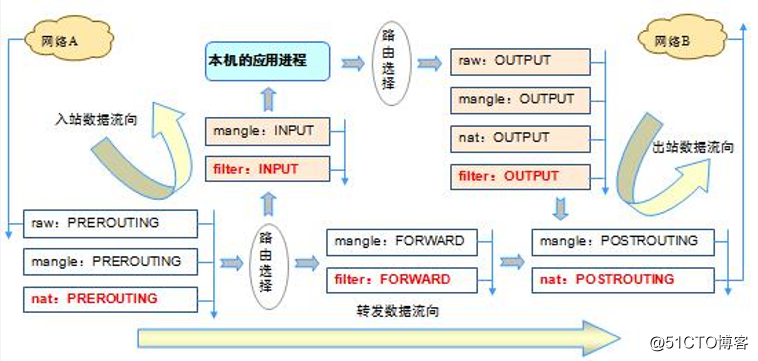 网络A
本机的应用进程
路由选择
raw：OUTPUT
mangle：OUTPUT
nat：OUTPUT
filter：OUTPUT
网络B
入站数据流向
mangle：INPUT
filter：INPUT
出站数据流向
raw：PREROUTING
mangle：PREROUTING
nat：PREROUTING
路由选择
mangle：FORWARD
filter：FORWARD
mangle：POSTROUTING
nat：POSTROUTING
转发数据流向
@51CTO博客